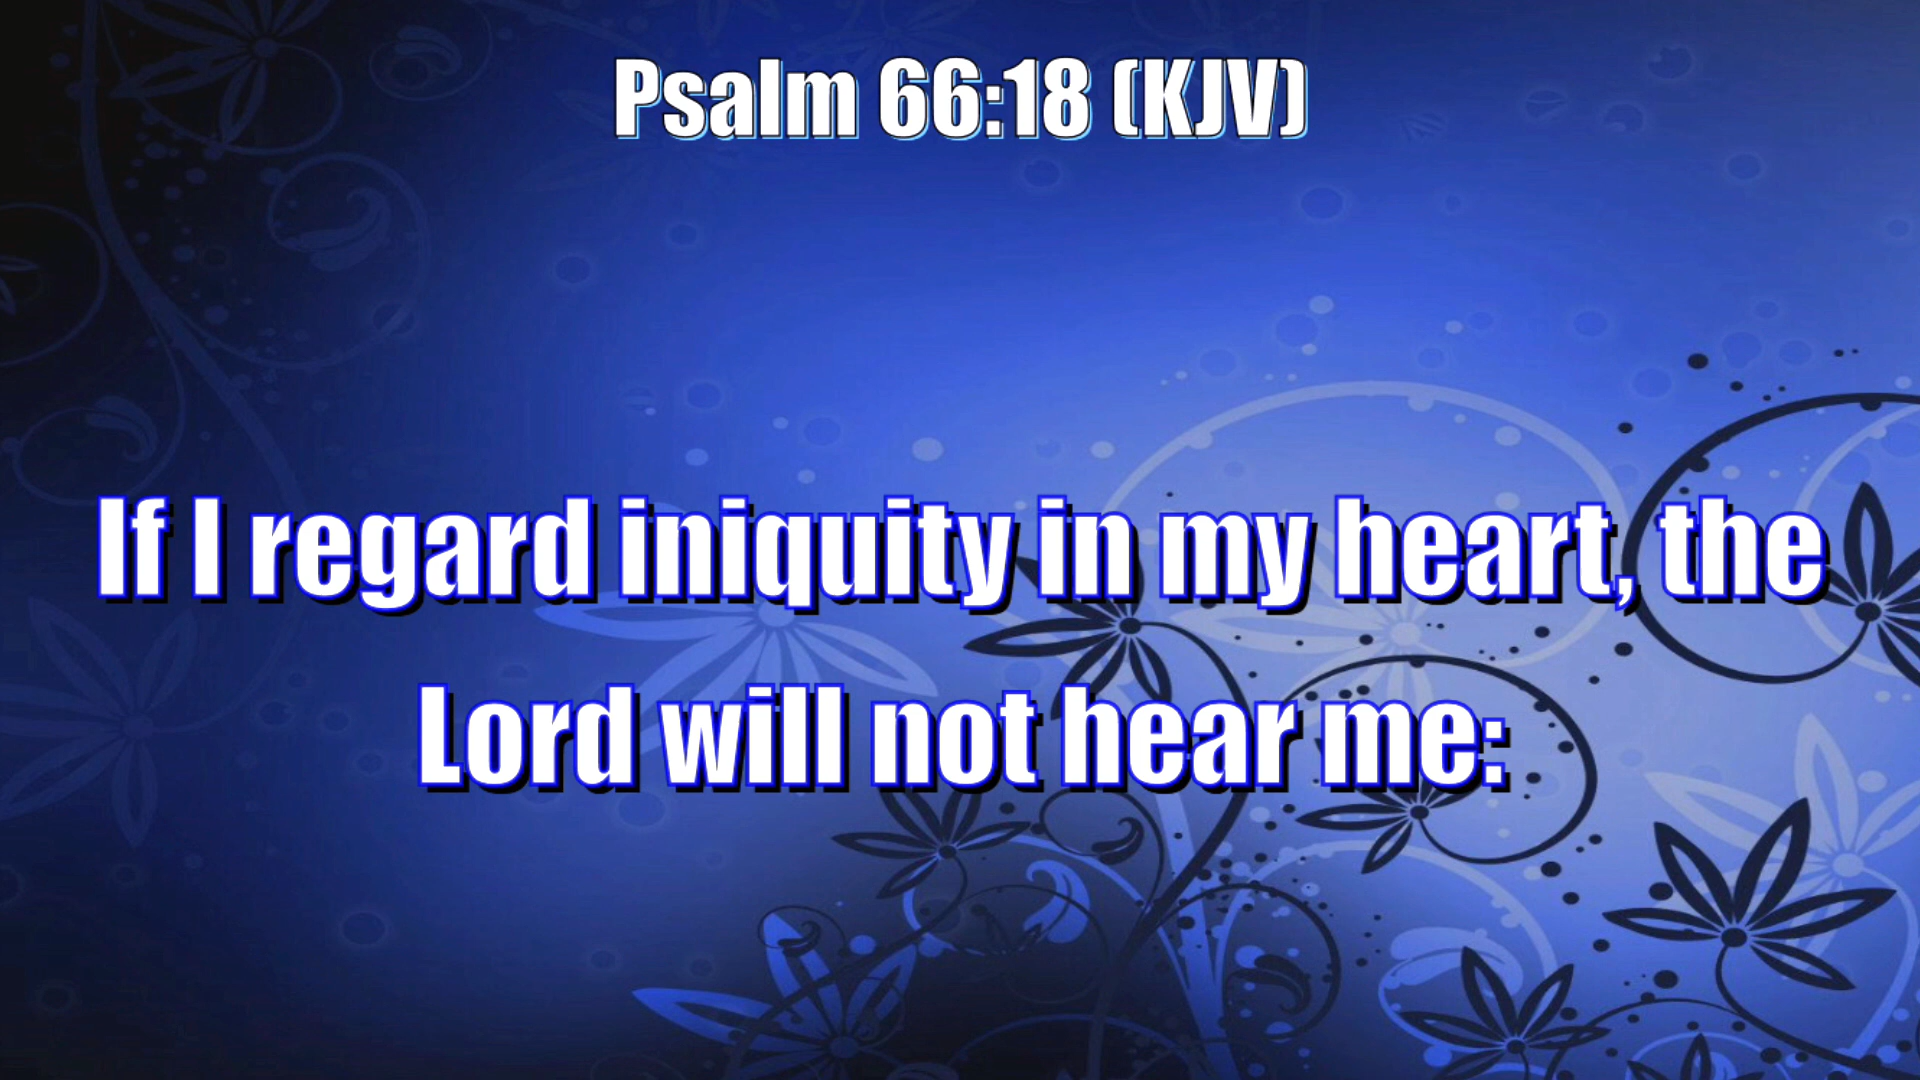 Psalm 66:18 (KJV)
If I regard iniquity in my heart, the
Lord will not hear me: